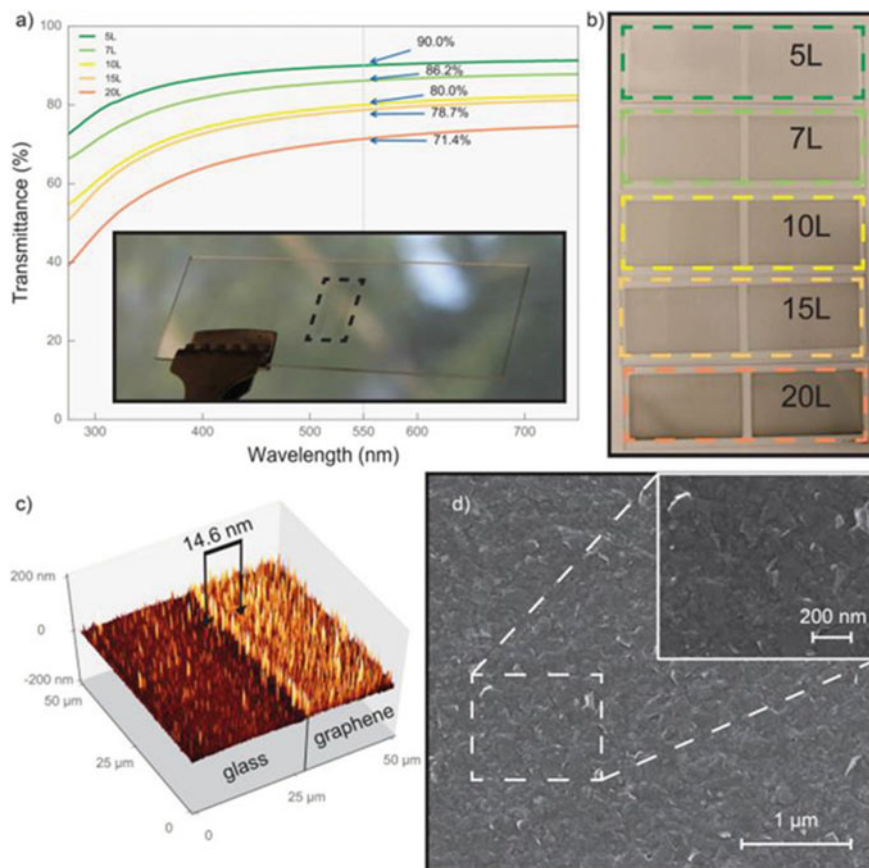 a)
100
80
60
40
20
0
Transmittance (%)
5L
7L
10L
15L
20L
90.0%
86.2%
80.0%
78.7%
71.4%
300
400
500
550
600
700
Wavelength (nm)
b)
5L
7L
10L
15L
20L
c)
14.6 nm
200 nm
0
-200 nm
50 µm
25 µm
0
0
25 µm
50 µm
glass
graphene
d)
200 nm
1 µm